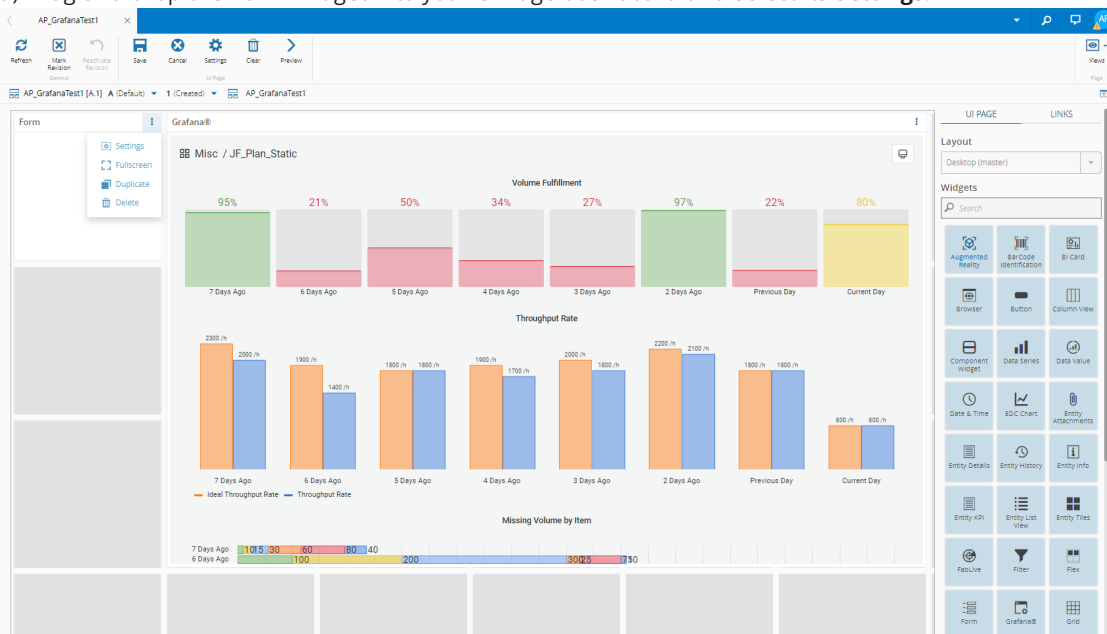 AP_GrafanaTest1
AP
Refresh
Mark Revision
Reactivate Revision
Save
Cancel
Settings
Clear
Preview
Views
General
UI Page
Page
AP_GrafanaTest1 [A.1] A (Default) 1 (Created) AP_GrafanaTest1
Form
Settings
Fullscreen
Duplicate
Delete
Grafana®
Misc / JF_Plan_Static
Volume Fulfillment
95% 21% 50% 34% 27% 97% 22% 80%
7 Days Ago 6 Days Ago 5 Days Ago 4 Days Ago 3 Days Ago 2 Days Ago Previous Day Current Day
Throughput Rate
2300 /h 2000 /h 1900 /h 1400 /h 1800 /h 1800 /h 1900 /h 1700 /h 2000 /h 1800 /h 2200 /h 2100 /h 1800 /h 1800 /h 800 /h 800 /h
7 Days Ago 6 Days Ago 5 Days Ago 4 Days Ago 3 Days Ago 2 Days Ago Previous Day Current Day
Ideal Throughput Rate Throughput Rate
Missing Volume by Item
7 Days Ago 10 15 30 60 80 40
6 Days Ago 100 200 300
UI PAGE LINKS
Layout
Desktop (master)
Widgets
Search
Augmented Reality
BarCode Identification
BI Card
Browser
Button
Column View
Component Widget
Data Series
Data Value
Date & Time
EDC Chart
Entity Attachments
Entity Details
Entity History
Entity Info
Entity KPI
Entity List View
Entity Tiles
FabLive
Filter
Flex
Form
Grafana®
Grid